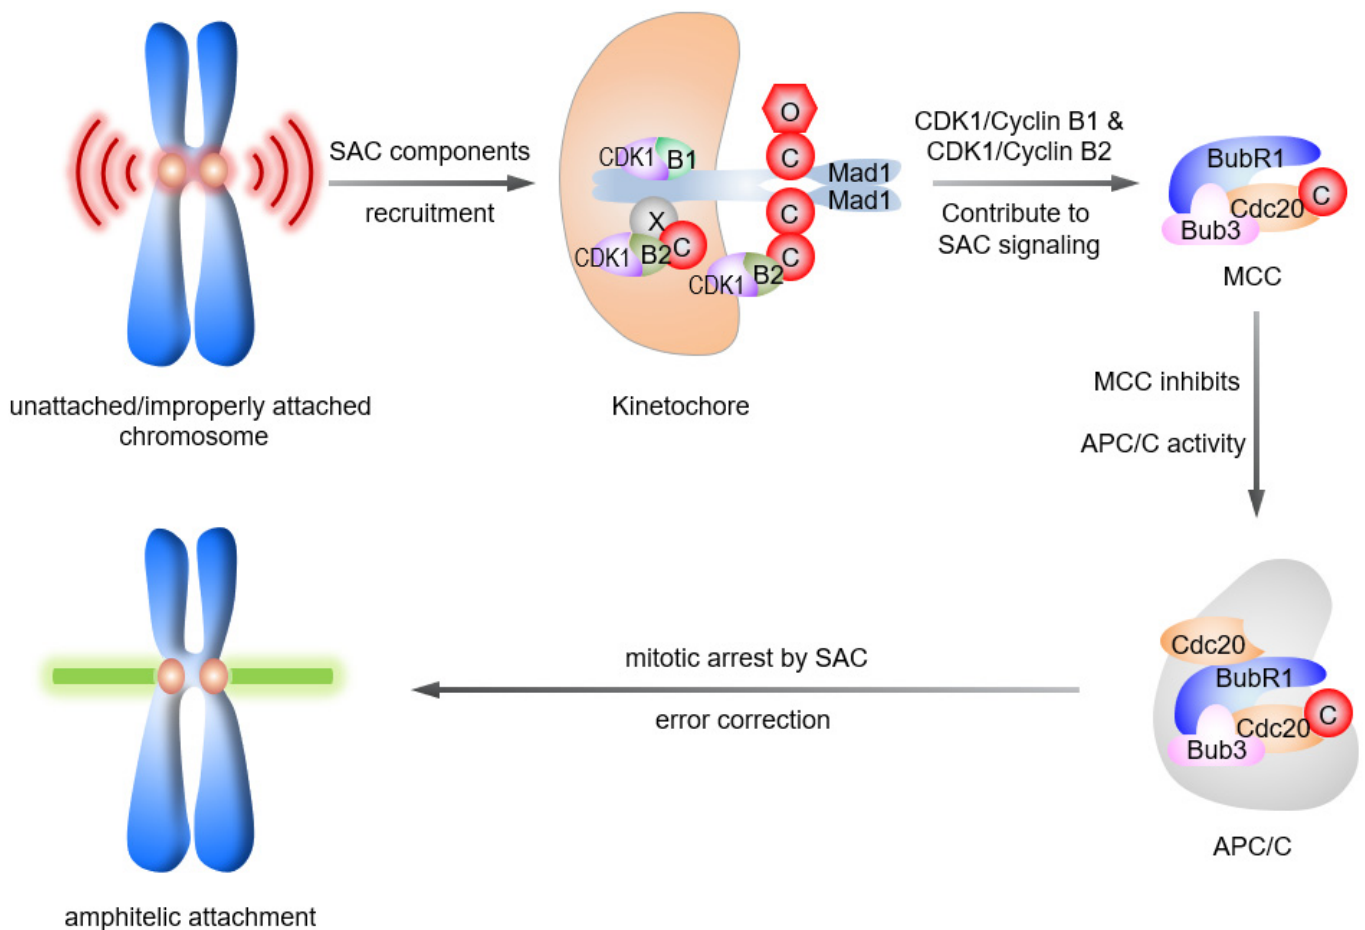 SAC components
recruitment
unattached/improperly attached
chromosome
O
C
CDK1
B1
Mad1
Mad1
X
C
C
CDK1
B2
C
C
CDK1
B2
Kinetochore
CDK1/Cyclin B1 &
CDK1/Cyclin B2
Contribute to
SAC signaling
BubR1
C
Cdc20
Bub3
MCC
MCC inhibits
APC/C activity
Cdc20
BubR1
C
Cdc20
Bub3
APC/C
mitotic arrest by SAC
error correction
amphitelic attachment